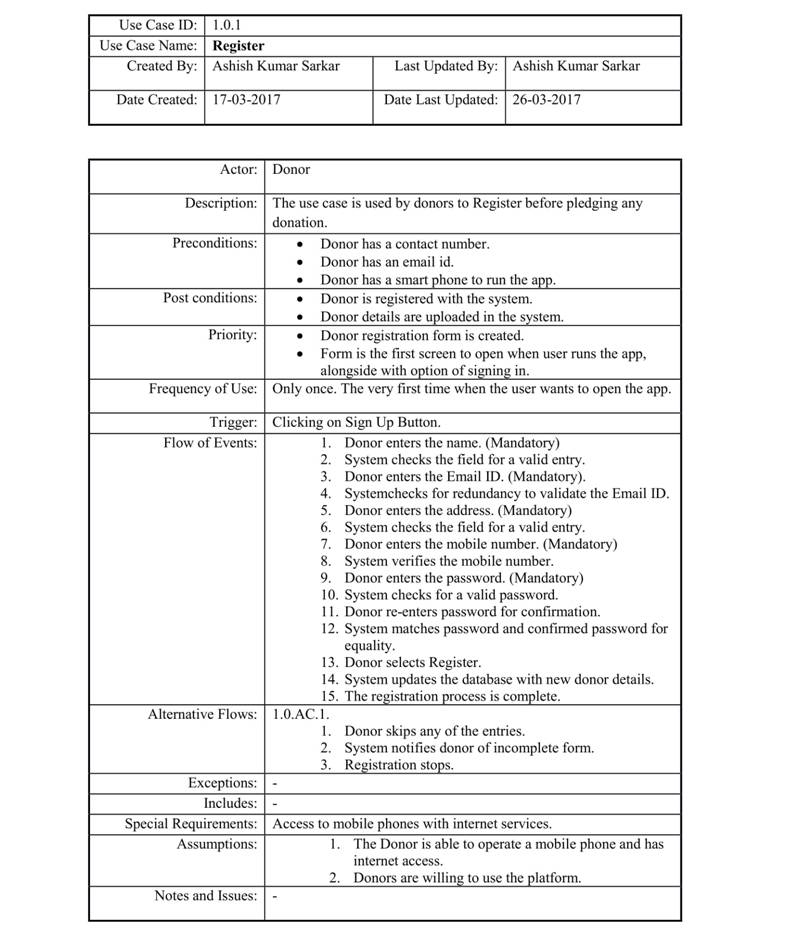 Use Case ID: 1.0.1
Use Case Name: Register
Created By: Ashish Kumar Sarkar Last Updated By: Ashish Kumar Sarkar
Date Created: 17-03-2017 Date Last Updated: 26-03-2017
Actor: Donor
Description: The use case is used by donors to Register before pledging any
donation.
Preconditions: • Donor has a contact number.
• Donor has an email id.
• Donor has a smart phone to run the app.
Post conditions: • Donor is registered with the system.
• Donor details are uploaded in the system.
Priority: • Donor registration form is created.
• Form is the first screen to open when user runs the app,
alongside with option of signing in.
Frequency of Use: Only once. The very first time when the user wants to open the app.
Trigger: Clicking on Sign Up Button.
Flow of Events: 1. Donor enters the name. (Mandatory)
2. System checks the field for a valid entry.
3. Donor enters the Email ID. (Mandatory).
4. Systemchecks for redundancy to validate the Email ID.
5. Donor enters the address. (Mandatory)
6. System checks the field for a valid entry.
7. Donor enters the mobile number. (Mandatory)
8. System verifies the mobile number.
9. Donor enters the password. (Mandatory)
10. System checks for a valid password.
11. Donor re-enters password for confirmation.
12. System matches password and confirmed password for
equality.
13. Donor selects Register.
14. System updates the database with new donor details.
15. The registration process is complete.
Alternative Flows: 1.0.AC.1.
1. Donor skips any of the entries.
2. System notifies donor of incomplete form.
3. Registration stops.
Exceptions: -
Includes: -
Special Requirements: Access to mobile phones with internet services.
Assumptions: 1. The Donor is able to operate a mobile phone and has
internet access.
2. Donors are willing to use the platform.
Notes and Issues: -